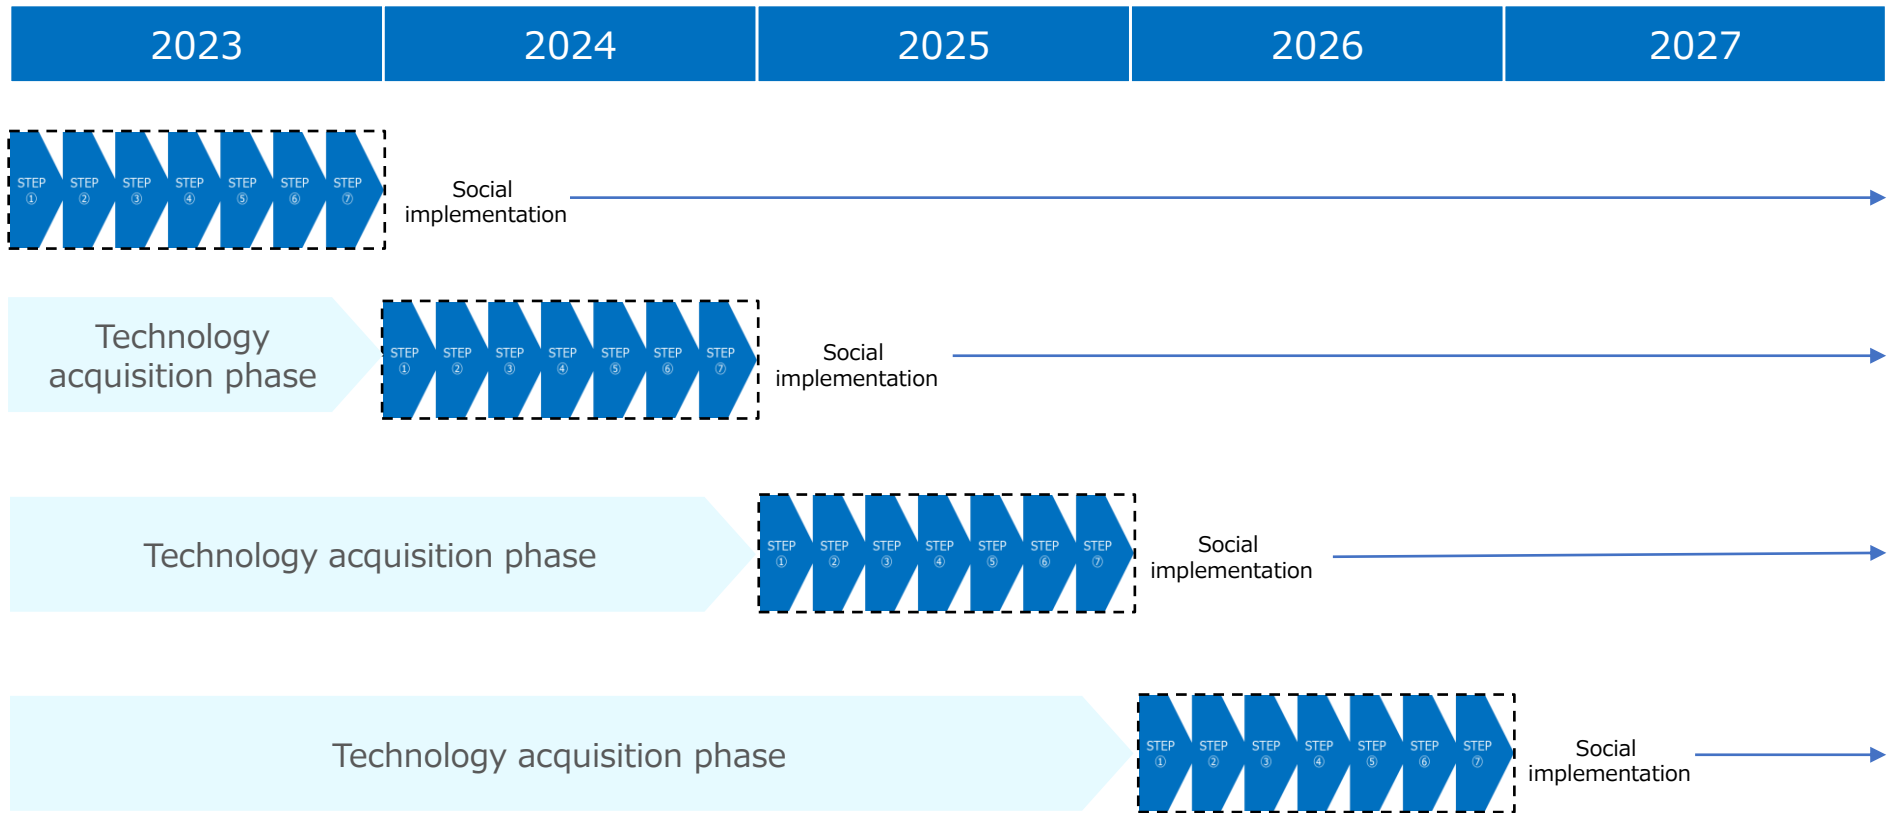 2023 2024 2025 2026 2027
STEP STEP STEP STEP STEP STEP STEP
① ② ③ ④ ⑤ ⑥ ⑦
Social
implementation
Technology
acquisition phase
STEP STEP STEP STEP STEP STEP STEP
① ② ③ ④ ⑤ ⑥ ⑦
Social
implementation
Technology acquisition phase
STEP STEP STEP STEP STEP STEP STEP
① ② ③ ④ ⑤ ⑥ ⑦
Social
implementation
Technology acquisition phase
STEP STEP STEP STEP STEP STEP STEP
① ② ③ ④ ⑤ ⑥ ⑦
Social
implementation